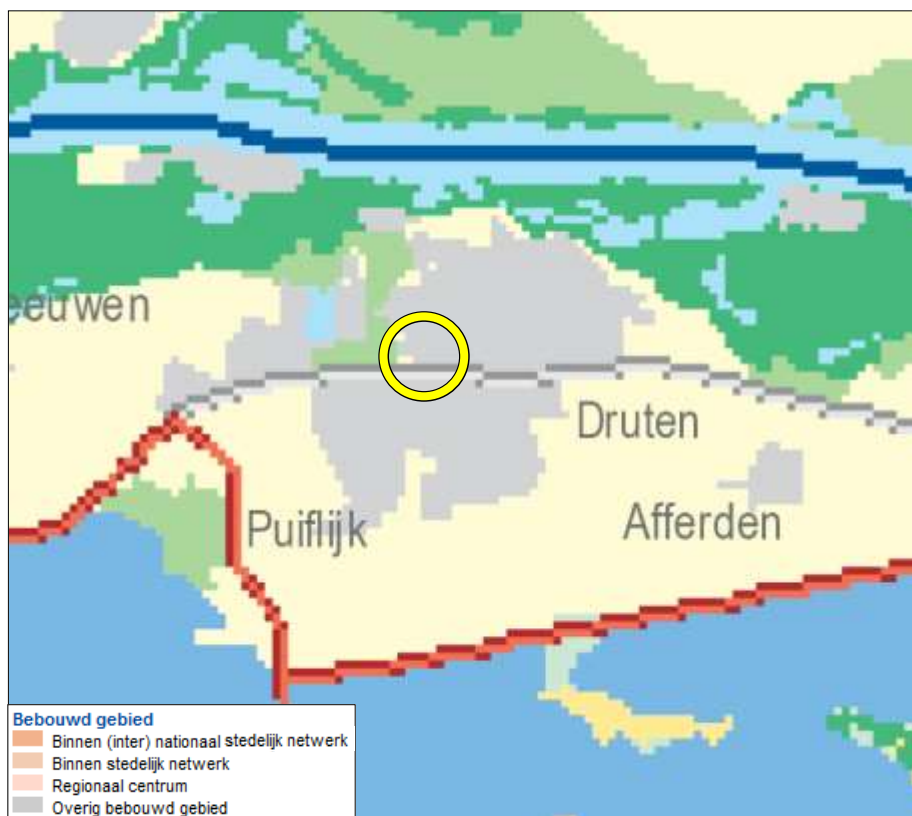 eeuwen
Druten
Puiflijk
Afferden
Bebouwd gebied
Binnen (inter) nationaal stedelijk netwerk
Binnen stedelijk netwerk
Regionaal centrum
Overig bebouwd gebied